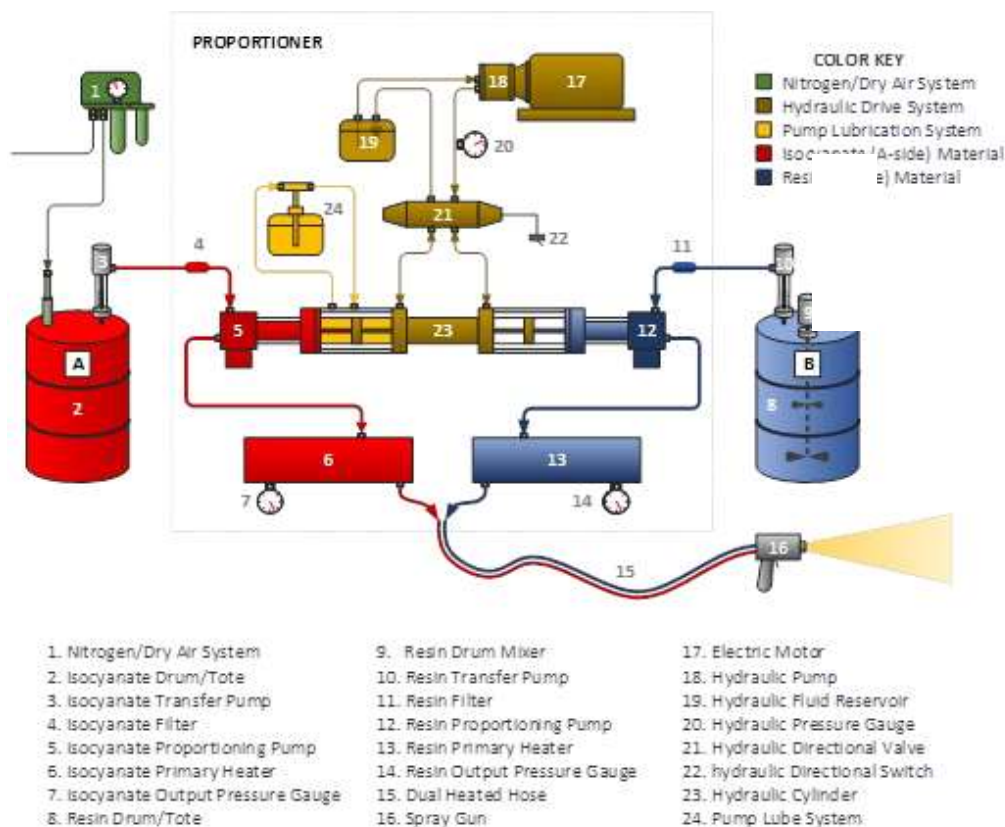 PROPORTIONER
COLOR KEY
Nitrogen/Dry Air System
Hydraulic Drive System
Pump Lubrication System
(A-side) Material
Material
1
2
3
4
5
6
7
8
11
12
13
14
15
16
17
18
19
20
21
22
23
24
A
B
1. Nitrogen/Dry Air System
2. Isocyanate Drum/Tote
3. Isocyanate Transfer Pump
4. Isocyanate Filter
5. Isocyanate Proportioning Pump
6. Isocyanate Primary Heater
7. Isocyanate Output Pressure Gauge
8. Resin Drum/Tote
9. Resin Drum Mixer
10. Resin Transfer Pump
11. Resin Filter
12. Resin Proportioning Pump
13. Resin Primary Heater
14. Resin Output Pressure Gauge
15. Dual Heated Hose
16. Spray Gun
17. Electric Motor
18. Hydraulic Pump
19. Hydraulic Fluid Reservoir
20. Hydraulic Pressure Gauge
21. Hydraulic Directional Valve
22. hydraulic Directional Switch
23. Hydraulic Cylinder
24. Pump Lube System